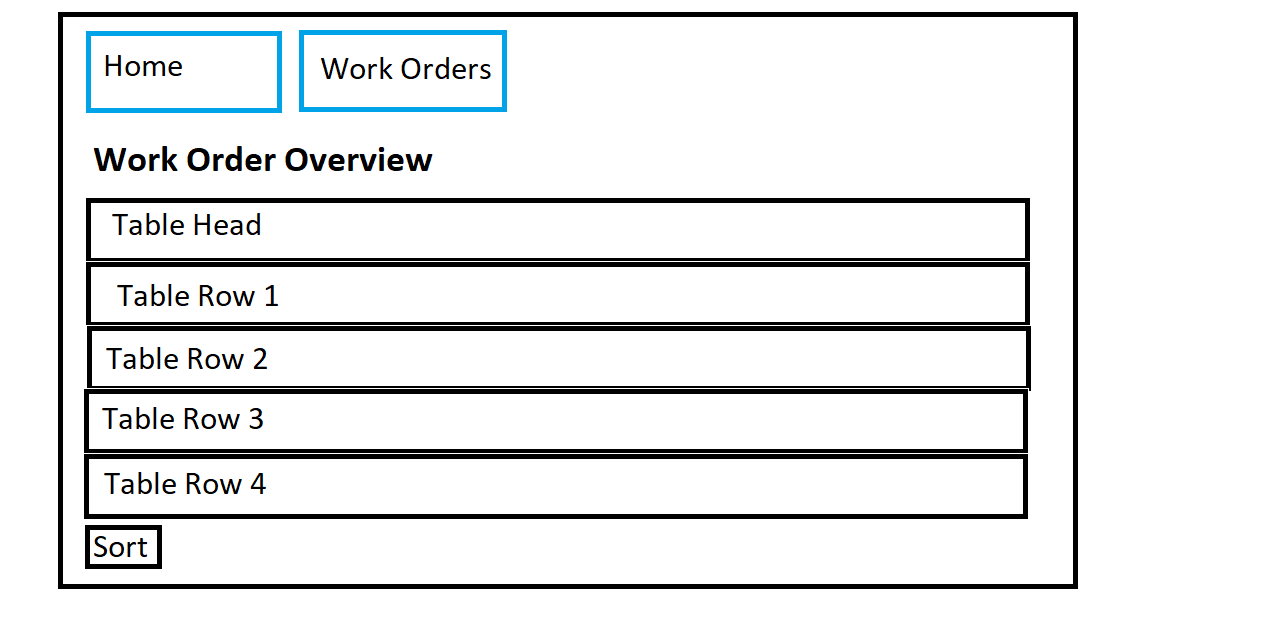 Home
Work Orders
Work Order Overview
Table Head
Table Row 1
Table Row 2
Table Row 3
Table Row 4
Sort